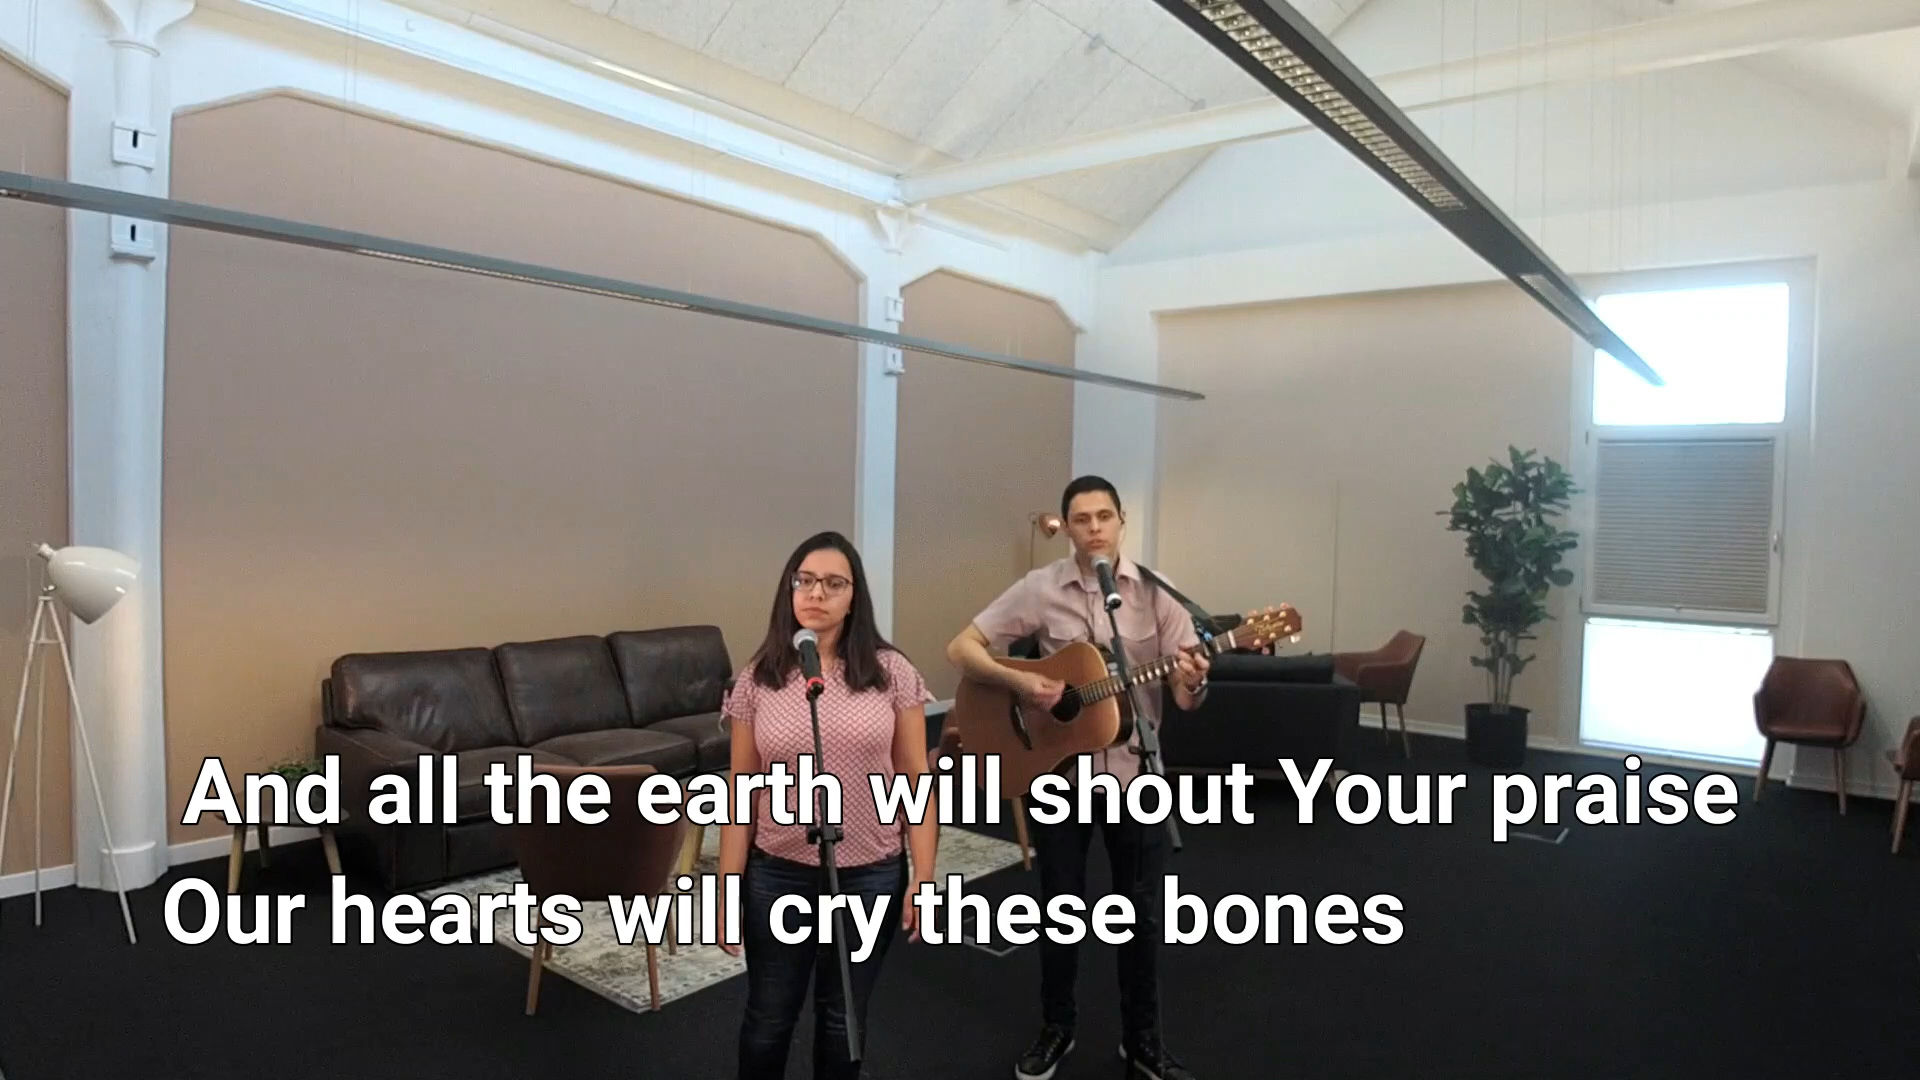 And all the earth will shout Your praise
Our hearts will cry these bones